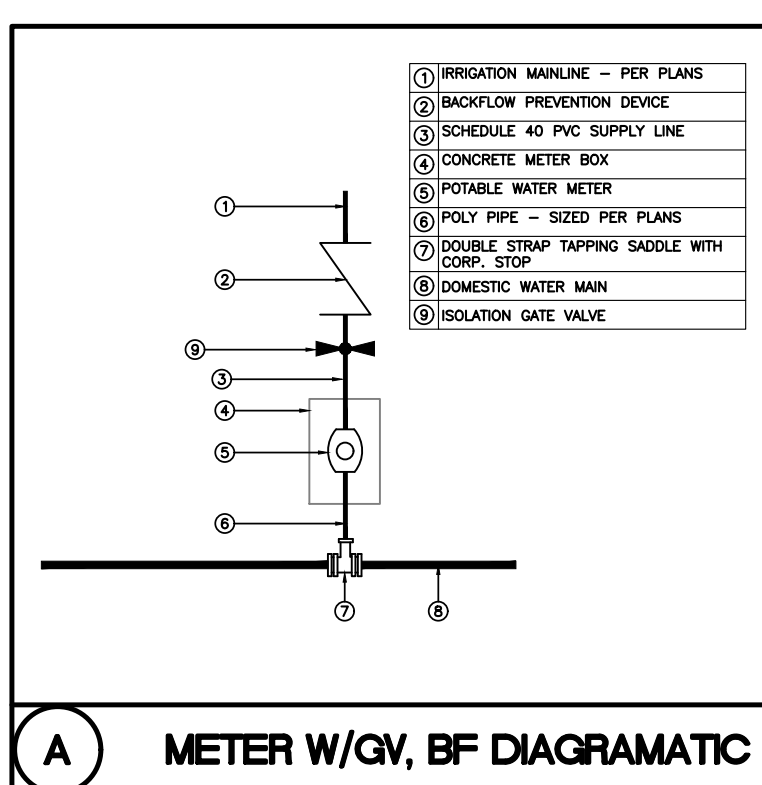 ① IRRIGATION MAINLINE – PER PLANS
② BACKFLOW PREVENTION DEVICE
③ SCHEDULE 40 PVC SUPPLY LINE
④ CONCRETE METER BOX
⑤ POTABLE WATER METER
⑥ POLY PIPE – SIZED PER PLANS
⑦ DOUBLE STRAP TAPPING SADDLE WITH
CORP. STOP
⑧ DOMESTIC WATER MAIN
⑨ ISOLATION GATE VALVE
①
②
⑨
③
④
⑤
⑥
⑦ ⑧
A METER W/GV, BF DIAGRAMATIC